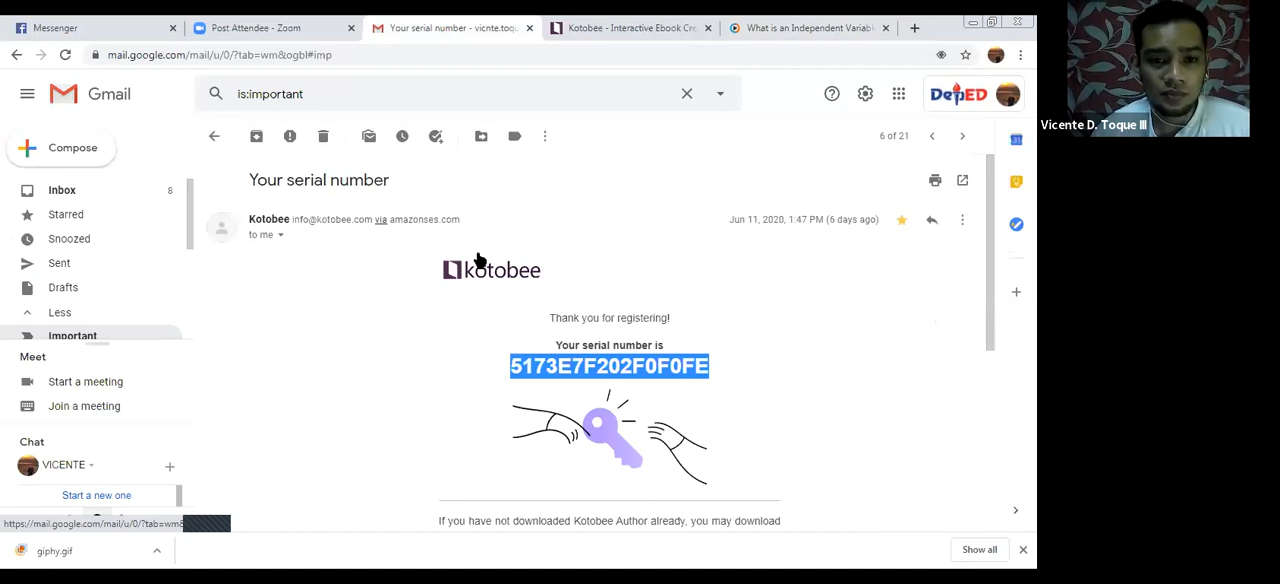 Messenger
Post Attendee - Zoom
Your serial number - vicnte.toqu
Kotobee - Interactive Ebook Cre
What is an Independent Variabl
mail.google.com/mail/u/0/?tab=wm&ogbl#imp
Gmail
is:important
DepED
Compose
6 of 21
Inbox 8
Your serial number
Starred
Kotobee info@kotobee.com via amazonses.com
Jun 11, 2020, 1:47 PM (6 days ago)
to me
Snoozed
Sent
kotobee
Drafts
Less
Thank you for registering!
Important
Your serial number is
5173E7F202F0F0FE
Meet
Start a meeting
Join a meeting
Chat
VICENTE
Start a new one
If you have not downloaded Kotobee Author already, you may download
https://mail.google.com/mail/u/0/?tab=wm&
giphy.gif
Show all
Vicente D. Toque III
31